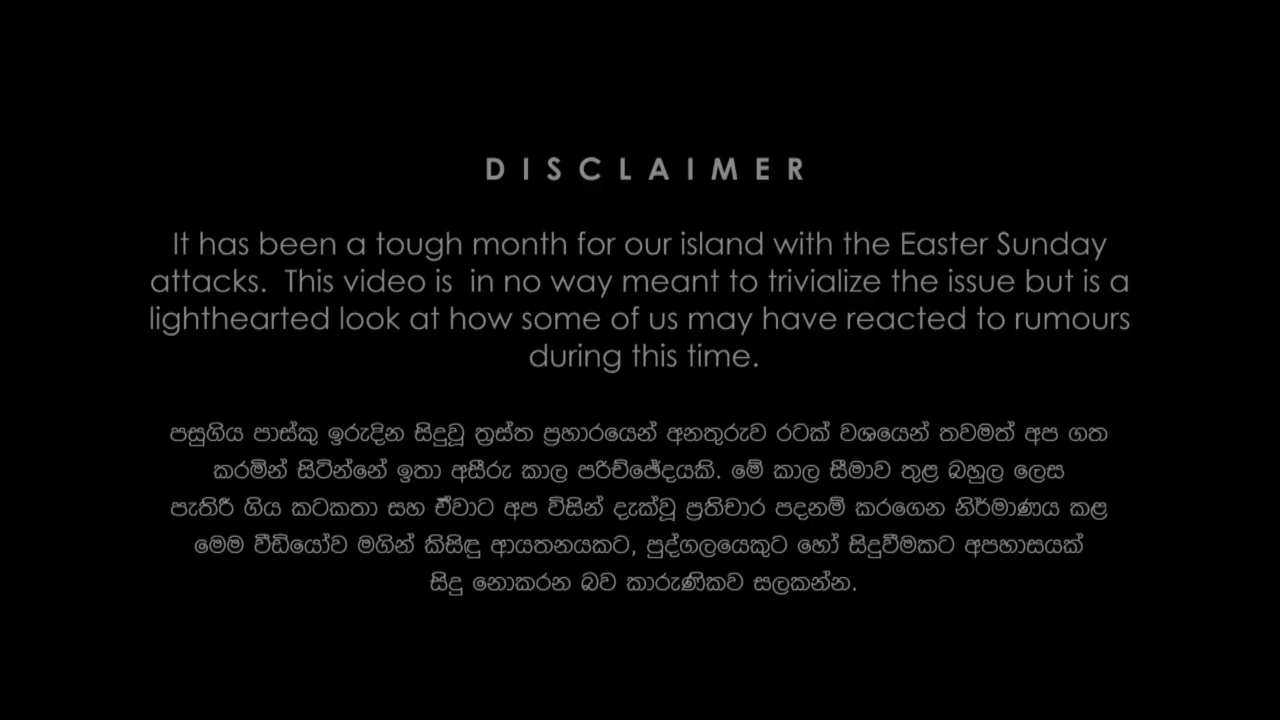 DISCLAIMER
It has been a tough month for our island with the Easter Sunday
attacks.  This video is  in no way meant to trivialize the issue but is a
lighthearted look at how some of us may have reacted to rumours
during this time.
පසුගිය පාස්කු ඉරුදින සිදුවූ ත්‍රස්ත ප්‍රහාරයෙන් අනතුරුව රටක් වශයෙන් තවමත් අප ගත
කරමින් සිටින්නේ ඉතා අසීරු කාල පරිච්ඡේදයකි. මේ කාල සීමාව තුළ බහුල ලෙස
පැතිරී ගිය කටකතා සහ ඒවාට අප විසින් දැක්වූ ප්‍රතිචාර පදනම් කරගෙන නිර්මාණය කළ
මෙම වීඩියෝව මගින් කිසිඳු ආයතනයකට, පුද්ගලයෙකුට හෝ සිදුවීමකට අපහාසයක්
සිදු නොකරන බව කාරුණිකව සලකන්න.